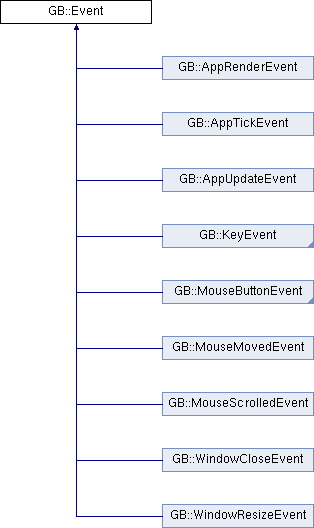 GB::Event
GB::AppRenderEvent
GB::AppTickEvent
GB::AppUpdateEvent
GB::KeyEvent
GB::MouseButtonEvent
GB::MouseMovedEvent
GB::MouseScrolledEvent
GB::WindowCloseEvent
GB::WindowResizeEvent